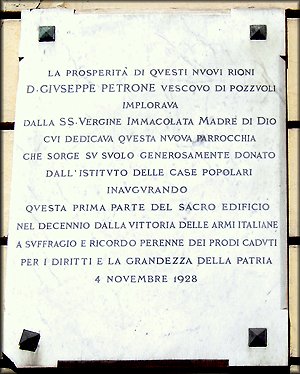 LA PROSPERITÀ DI QVESTI NVOVI RIONI
D. GIVSEPPE PETRONE VESCOVO DI POZZVOLI
IMPLORAVA
DALLA SS. VERGINE IMMACOLATA MADRE DI DIO
CVI DEDICAVA QVESTA NVOVA PARROCCHIA
CHE SORGE SV SVOLO GENEROSAMENTE DONATO
DALL'ISTITVTO DELLE CASE POPOLARI
INAVGVRANDO
QVESTA PRIMA PARTE DEL SACRO EDIFICIO
NEL DECENNIO DALLA VITTORIA DELLE ARMI ITALIANE
A SVFFRAGIO E RICORDO PERENNE DEI PRODI CADVTI
PER I DIRITTI E LA GRANDEZZA DELLA PATRIA
4 NOVEMBRE 1928